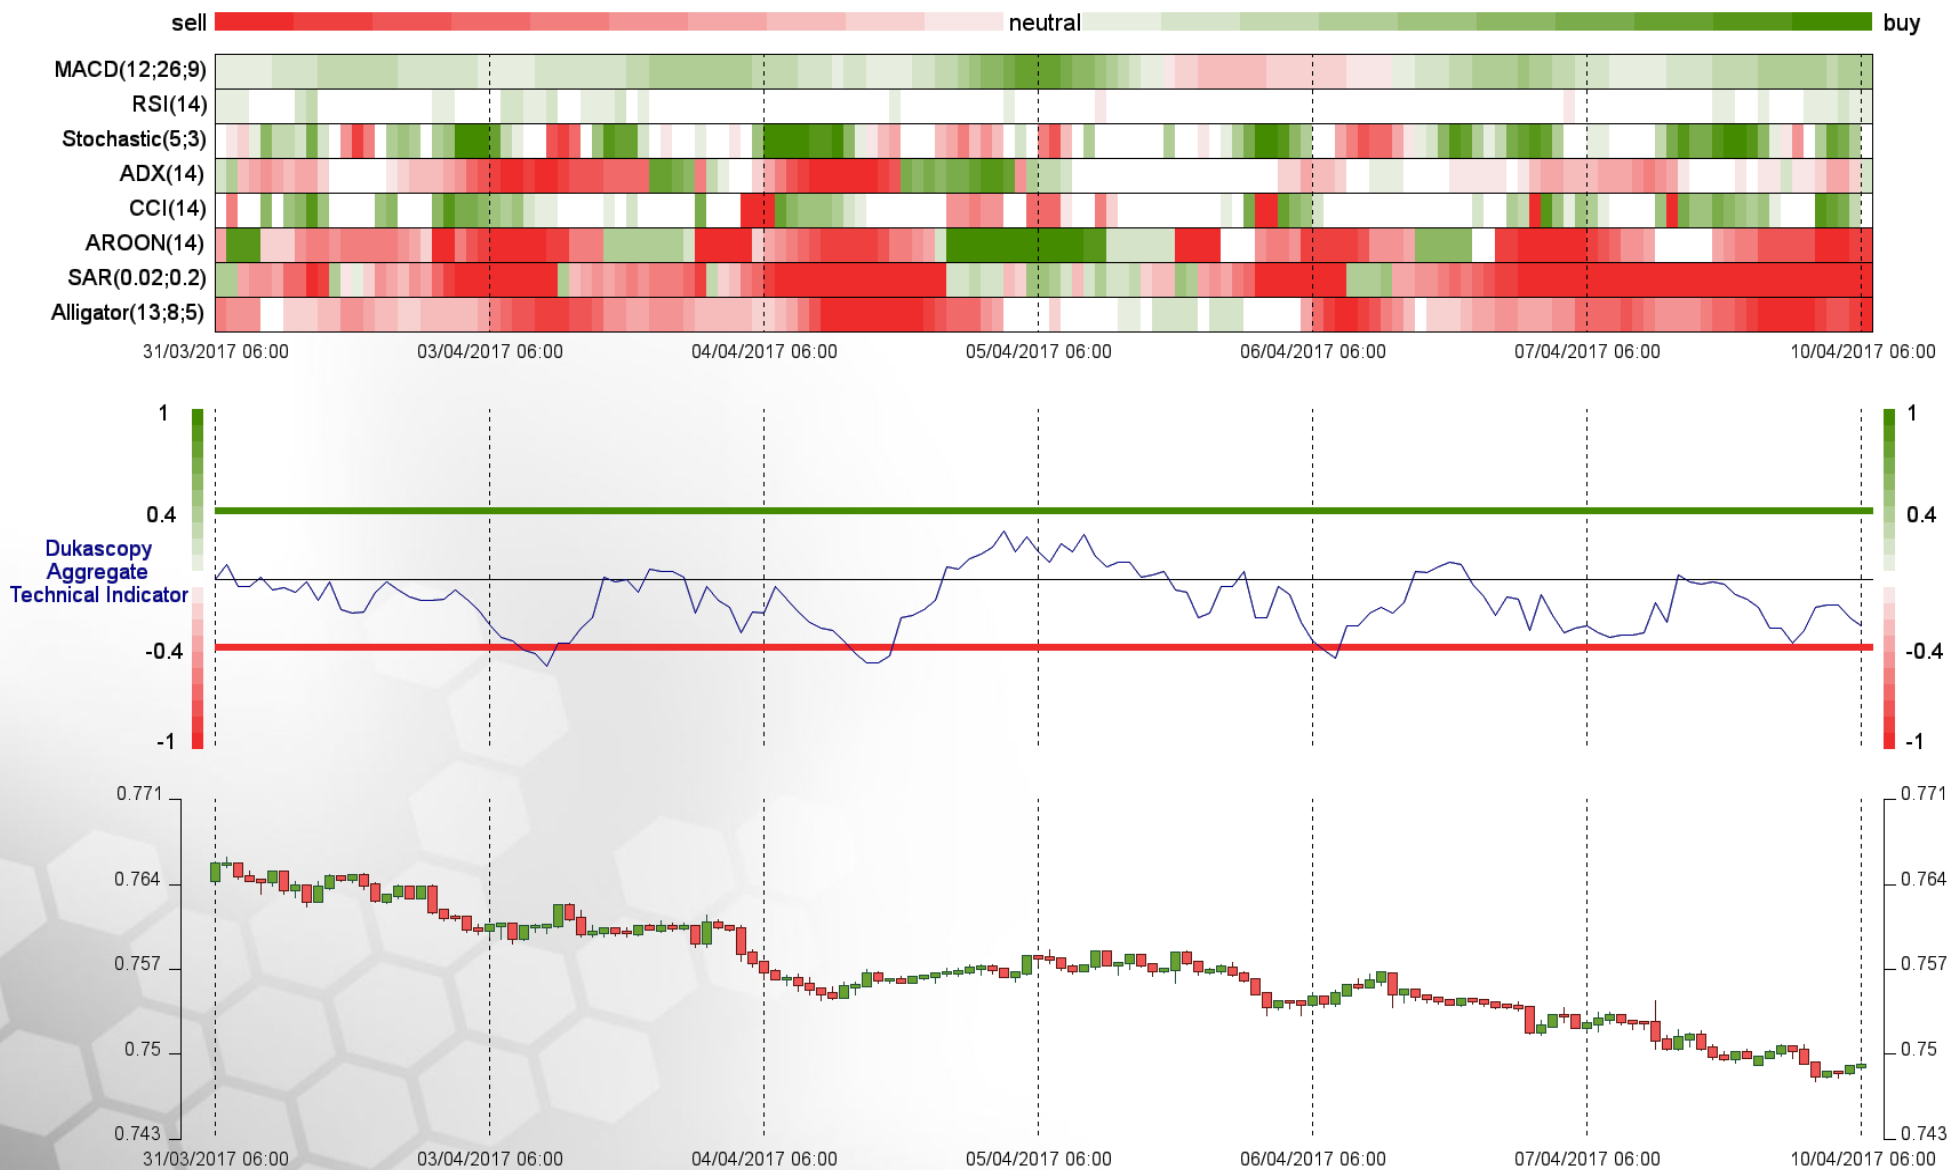 sell neutral buy
MACD(12;26;9)
RSI(14)
Stochastic(5;3)
ADX(14)
CCI(14)
AROON(14)
SAR(0.02;0.2)
Alligator(13;8;5)
31/03/2017 06:00 03/04/2017 06:00 04/04/2017 06:00 05/04/2017 06:00 06/04/2017 06:00 07/04/2017 06:00 10/04/2017 06:00
1 1
0.4 0.4
Dukascopy
Aggregate
Technical Indicator
-0.4 -0.4
-1 -1
0.771 0.771
0.764 0.764
0.757 0.757
0.75 0.75
0.743 0.743
31/03/2017 06:00 03/04/2017 06:00 04/04/2017 06:00 05/04/2017 06:00 06/04/2017 06:00 07/04/2017 06:00 10/04/2017 06:00